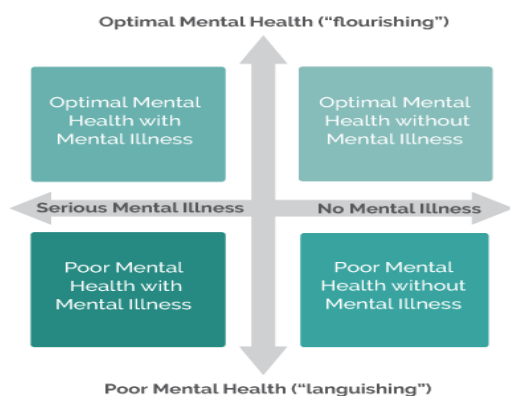 Optimal Mental Health (“flourishing”)
Optimal Mental
Health with
Mental Illness
Optimal Mental
Health without
Mental Illness
Serious Mental Illness
No Mental Illness
Poor Mental
Health with
Mental Illness
Poor Mental
Health without
Mental Illness
Poor Mental Health (“languishing”)